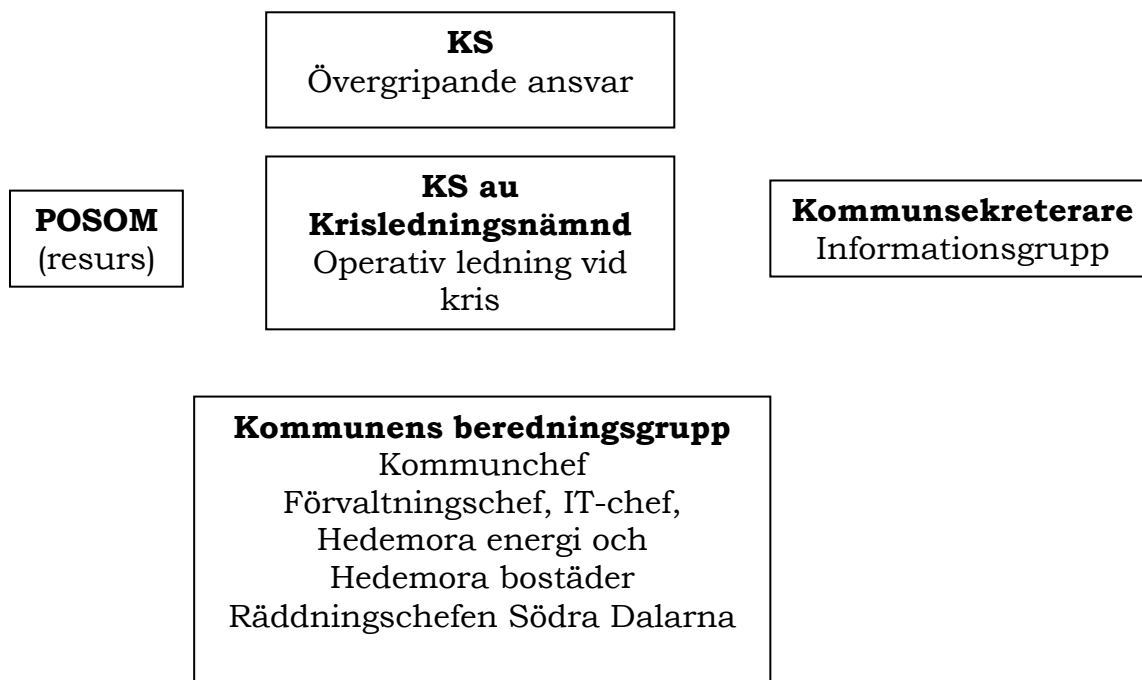 KS
Övergripande ansvar
POSOM
(resurs)
KS au
Krisledningsnämnd
Operativ ledning vid
kris
Kommunsekreterare
Informationsgrupp
Kommunens beredningsgrupp
Kommunchef
Förvaltningschef, IT-chef,
Hedemora energi och
Hedemora bostäder
Räddningschefen Södra Dalarna